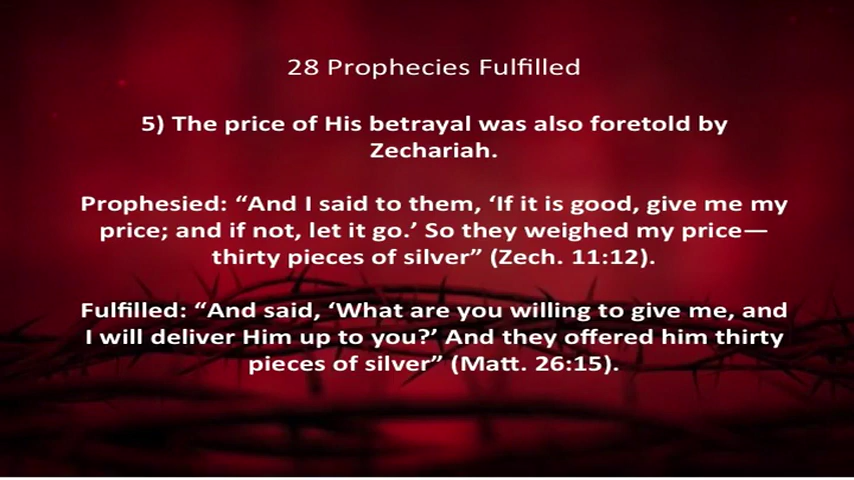 28 Prophecies Fulfilled
5) The price of His betrayal was also foretold by
Zechariah.
Prophesied: “And I said to them, ‘If it is good, give me my
price; and if not, let it go.’ So they weighed my price—
thirty pieces of silver” (Zech. 11:12).
Fulfilled: “And said, ‘What are you willing to give me, and
I will deliver Him up to you?’ And they offered him thirty
pieces of silver” (Matt. 26:15).